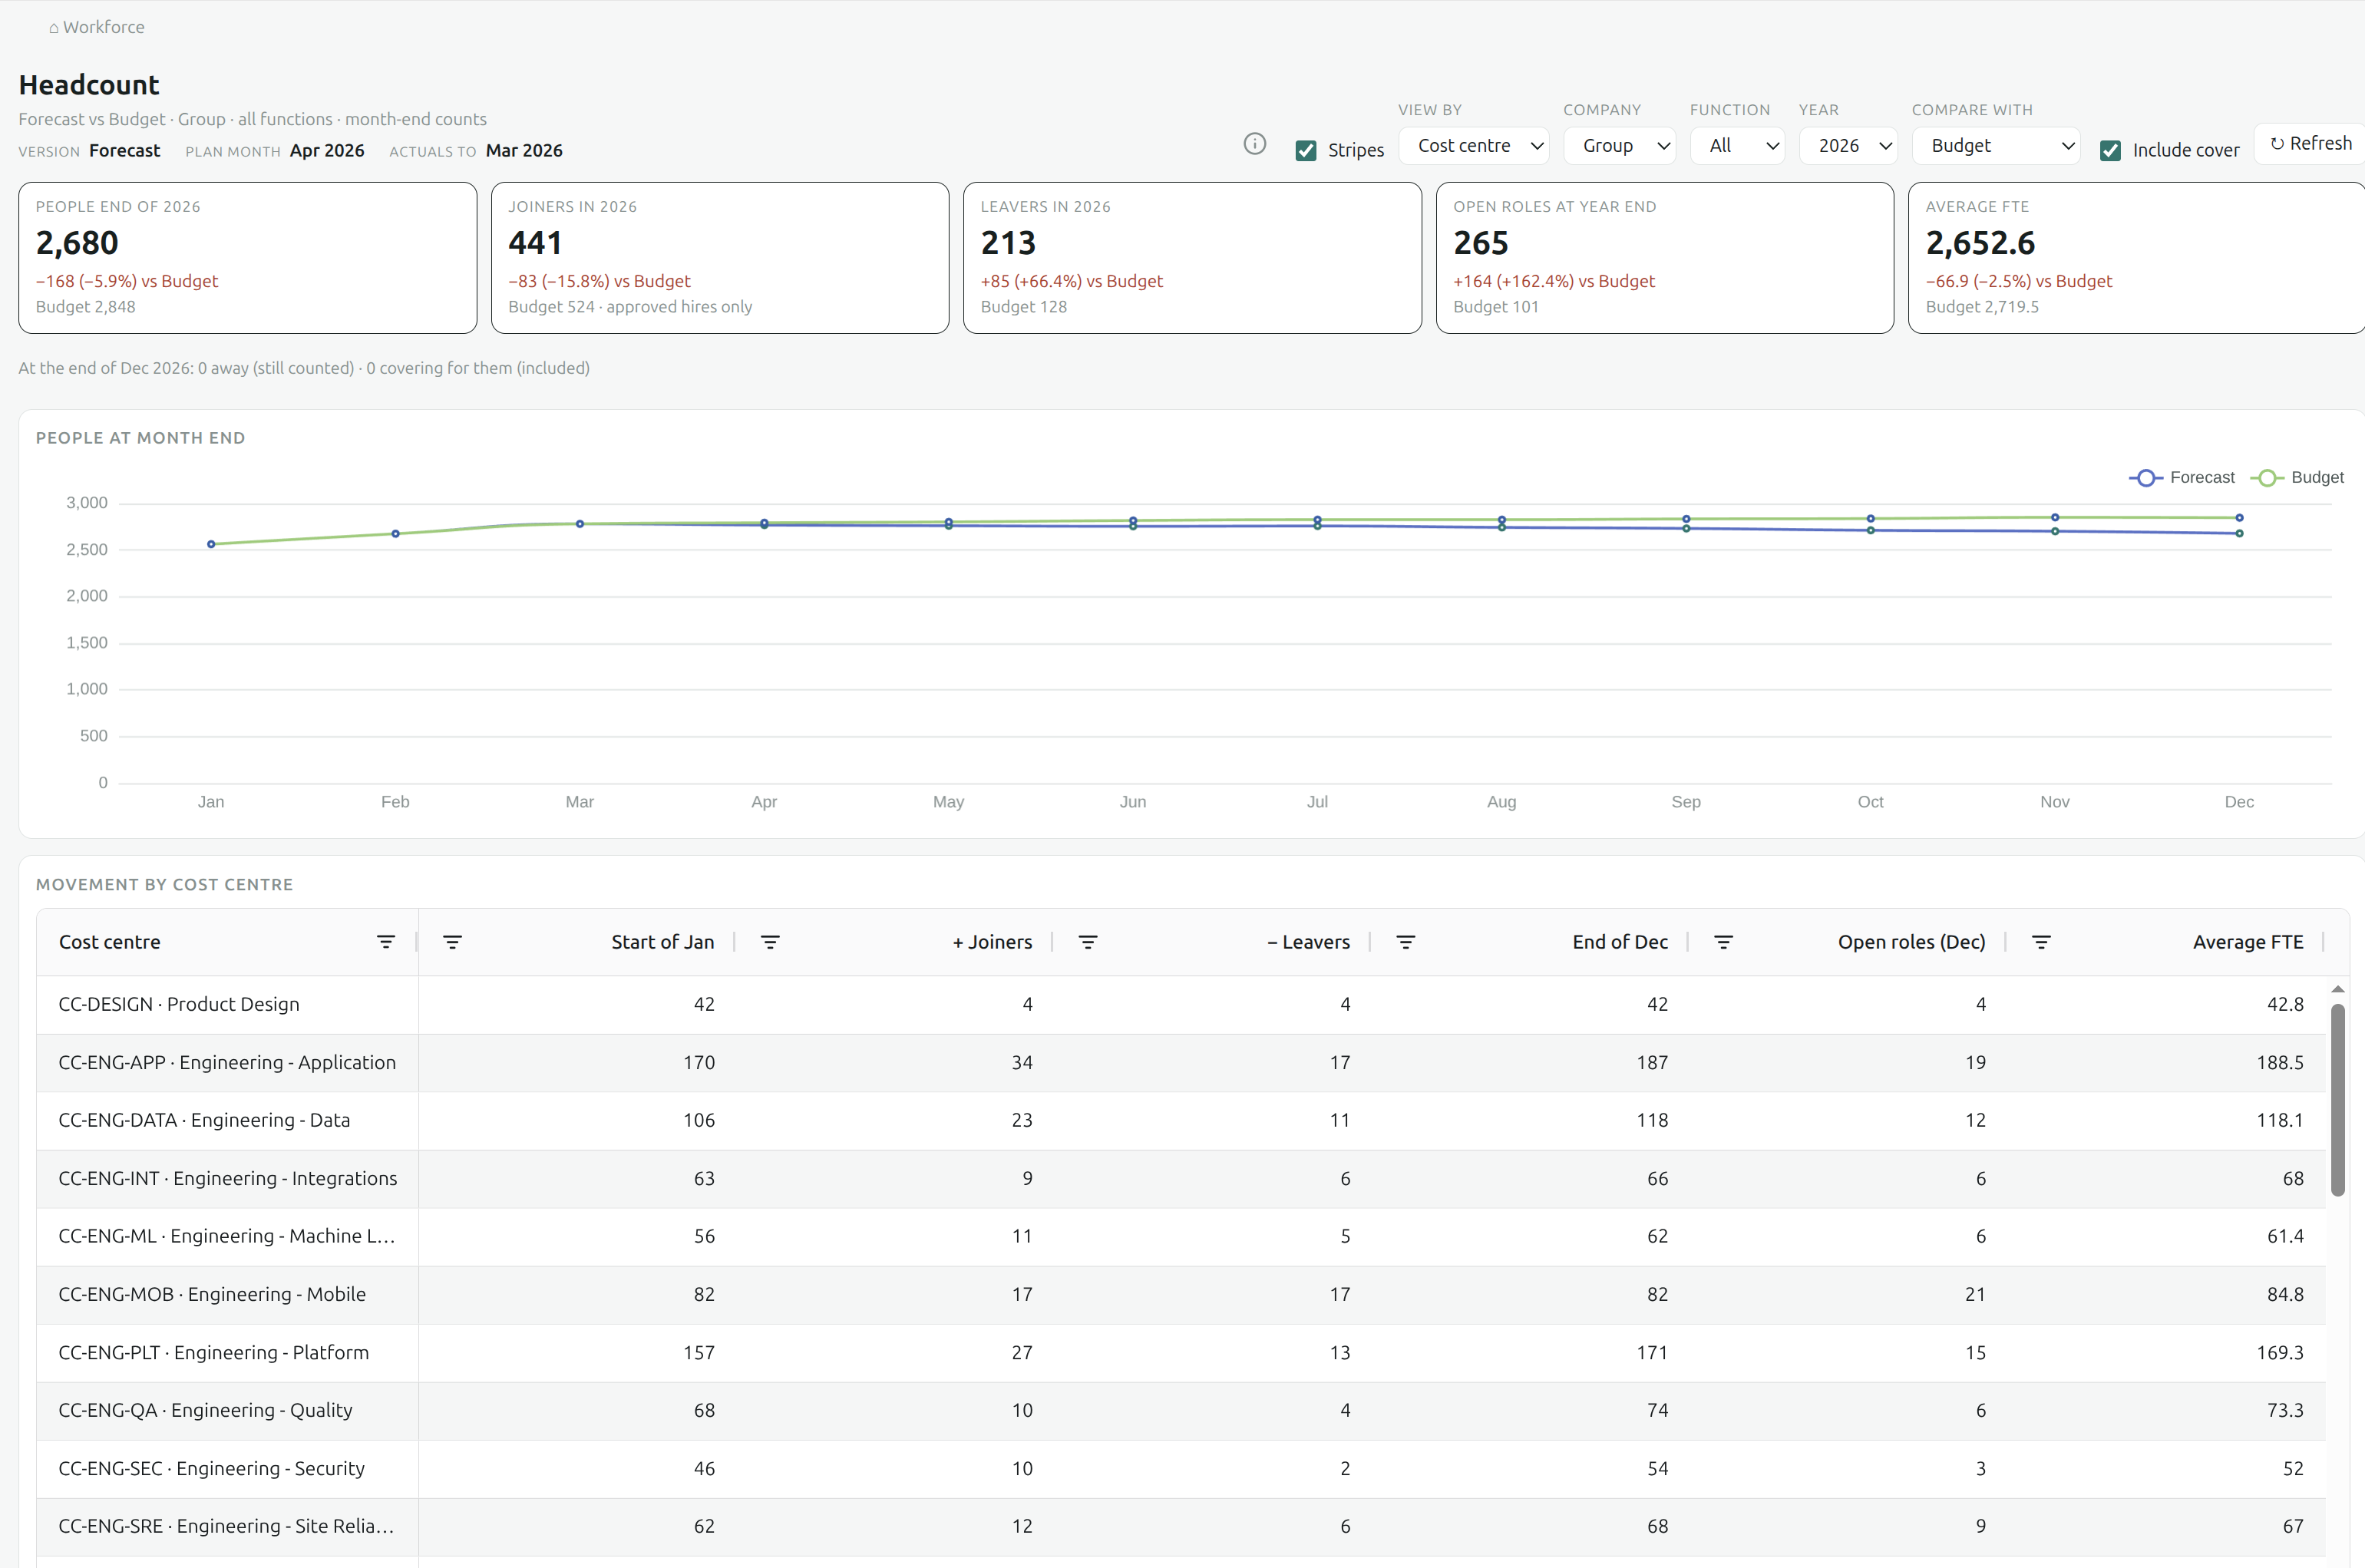 ⌂ Workforce
Headcount
Forecast vs Budget · Group · all functions · month-end counts
VERSION Forecast PLAN MONTH Apr 2026 ACTUALS TO Mar 2026
Stripes
VIEW BY
Cost centre
COMPANY
Group
FUNCTION
All
YEAR
2026
COMPARE WITH
Budget
Include cover
↻ Refresh
PEOPLE END OF 2026
2,680
−168 (−5.9%) vs Budget
Budget 2,848
JOINERS IN 2026
441
−83 (−15.8%) vs Budget
Budget 524 · approved hires only
LEAVERS IN 2026
213
+85 (+66.4%) vs Budget
Budget 128
OPEN ROLES AT YEAR END
265
+164 (+162.4%) vs Budget
Budget 101
AVERAGE FTE
2,652.6
−66.9 (−2.5%) vs Budget
Budget 2,719.5
At the end of Dec 2026: 0 away (still counted) · 0 covering for them (included)
PEOPLE AT MONTH END
Forecast Budget
3,000
2,500
2,000
1,500
1,000
500
0
Jan Feb Mar Apr May Jun Jul Aug Sep Oct Nov Dec
MOVEMENT BY COST CENTRE
Cost centre Start of Jan + Joiners − Leavers End of Dec Open roles (Dec) Average FTE
CC-DESIGN · Product Design 42 4 4 42 4 42.8
CC-ENG-APP · Engineering - Application 170 34 17 187 19 188.5
CC-ENG-DATA · Engineering - Data 106 23 11 118 12 118.1
CC-ENG-INT · Engineering - Integrations 63 9 6 66 6 68
CC-ENG-ML · Engineering - Machine L... 56 11 5 62 6 61.4
CC-ENG-MOB · Engineering - Mobile 82 17 17 82 21 84.8
CC-ENG-PLT · Engineering - Platform 157 27 13 171 15 169.3
CC-ENG-QA · Engineering - Quality 68 10 4 74 6 73.3
CC-ENG-SEC · Engineering - Security 46 10 2 54 3 52
CC-ENG-SRE · Engineering - Site Relia... 62 12 6 68 9 67